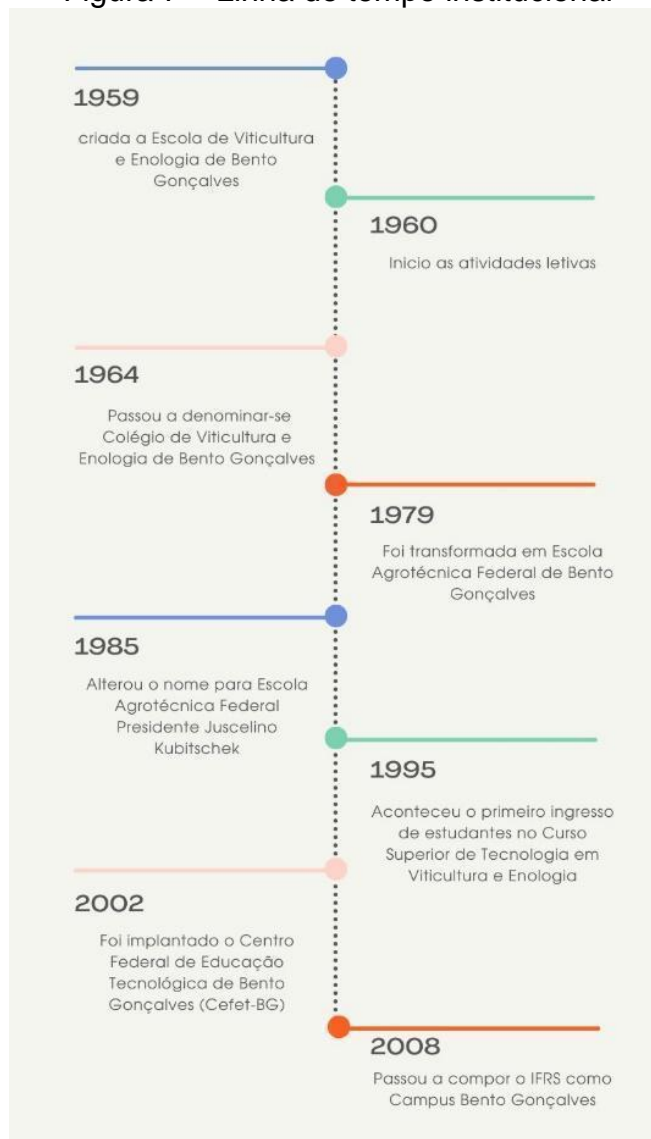 Linha do tempo institucional
1959
criada a Escola de Viticultura
e Enologia de Bento
Gonçalves
1960
Inicio as atividades letivas
1964
Passou a denominar-se
Colégio de Viticultura e
Enologia de Bento Gonçalves
1979
Foi transformada em Escola
Agrotécnica Federal de Bento
Gonçalves
1985
Alterou o nome para Escola
Agrotécnica Federal
Presidente Juscelino
Kubitschek
1995
Aconteceu o primeiro ingresso
de estudantes no Curso
Superior de Tecnologia em
Viticultura e Enologia
2002
Foi implantado o Centro
Federal de Educação
Tecnológica de Bento
Gonçalves (Cefet-BG)
2008
Passou a compor o IFRS como
Campus Bento Gonçalves